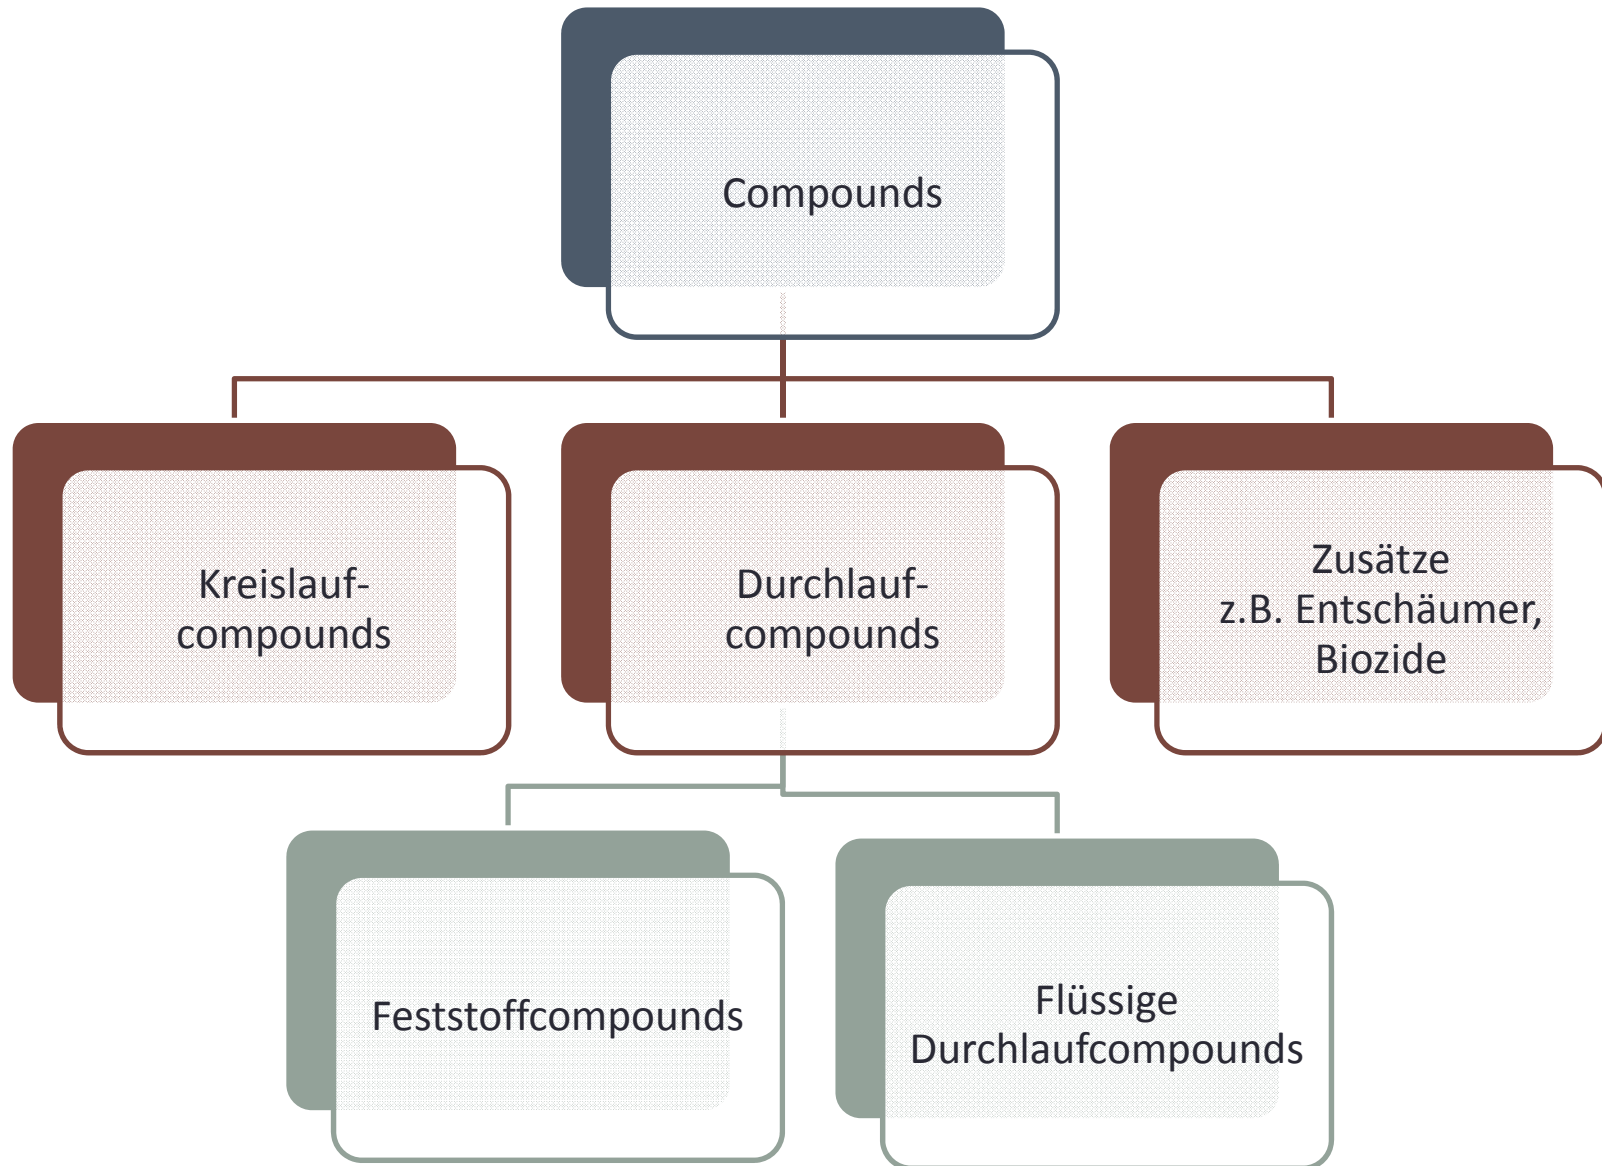 Compounds
Kreislauf-
compounds
Durchlauf-
compounds
Zusätze
z.B. Entschäumer,
Biozide
Feststoffcompounds
Flüssige
Durchlaufcompounds